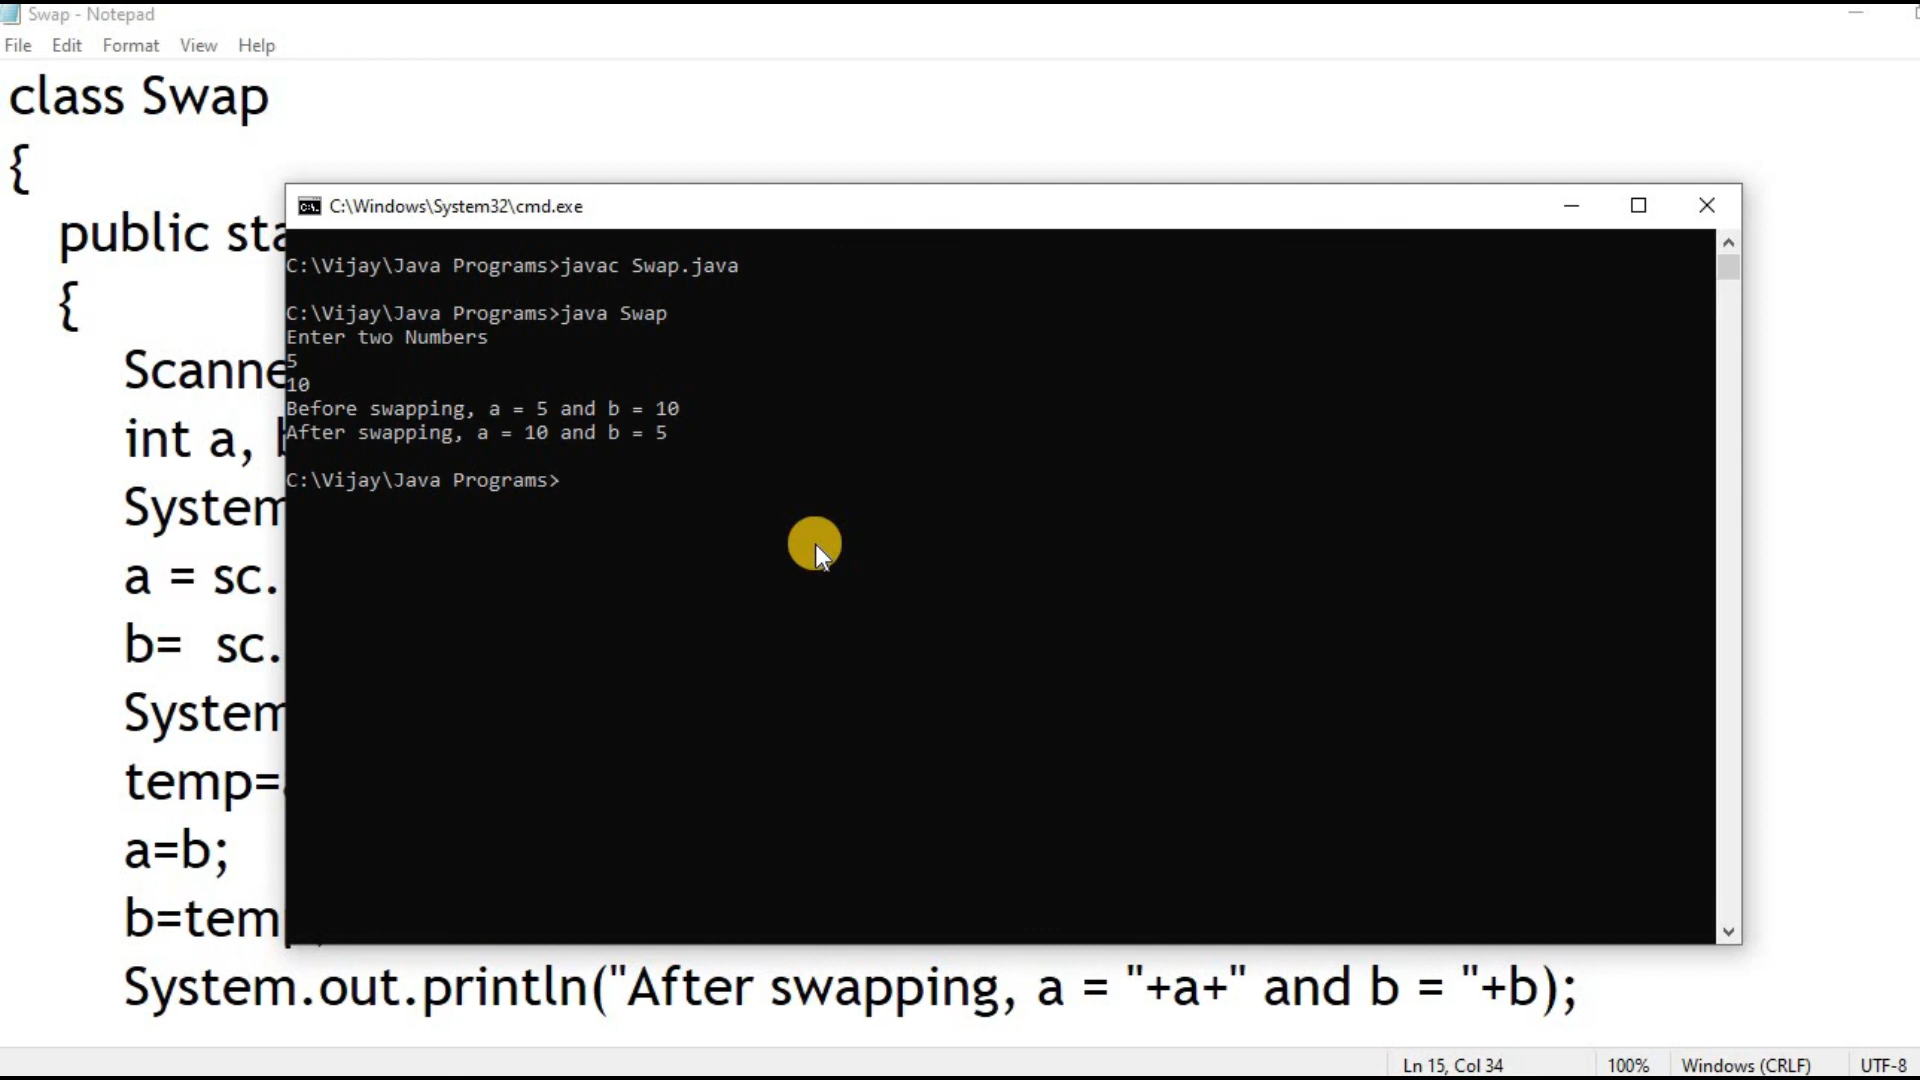 Swap - Notepad
File Edit Format View Help
class Swap
{
public sta
{
Scanne
int a,
System
a = sc.
b= sc.
System
temp=
a=b;
b=tem
System.out.println("After swapping, a = "+a+" and b = "+b);
C:\Windows\System32\cmd.exe
C:\Vijay\Java Programs>javac Swap.java
C:\Vijay\Java Programs>java Swap
Enter two Numbers
5
10
Before swapping, a = 5 and b = 10
After swapping, a = 10 and b = 5
C:\Vijay\Java Programs>
Ln 15, Col 34 100% Windows (CRLF) UTF-8